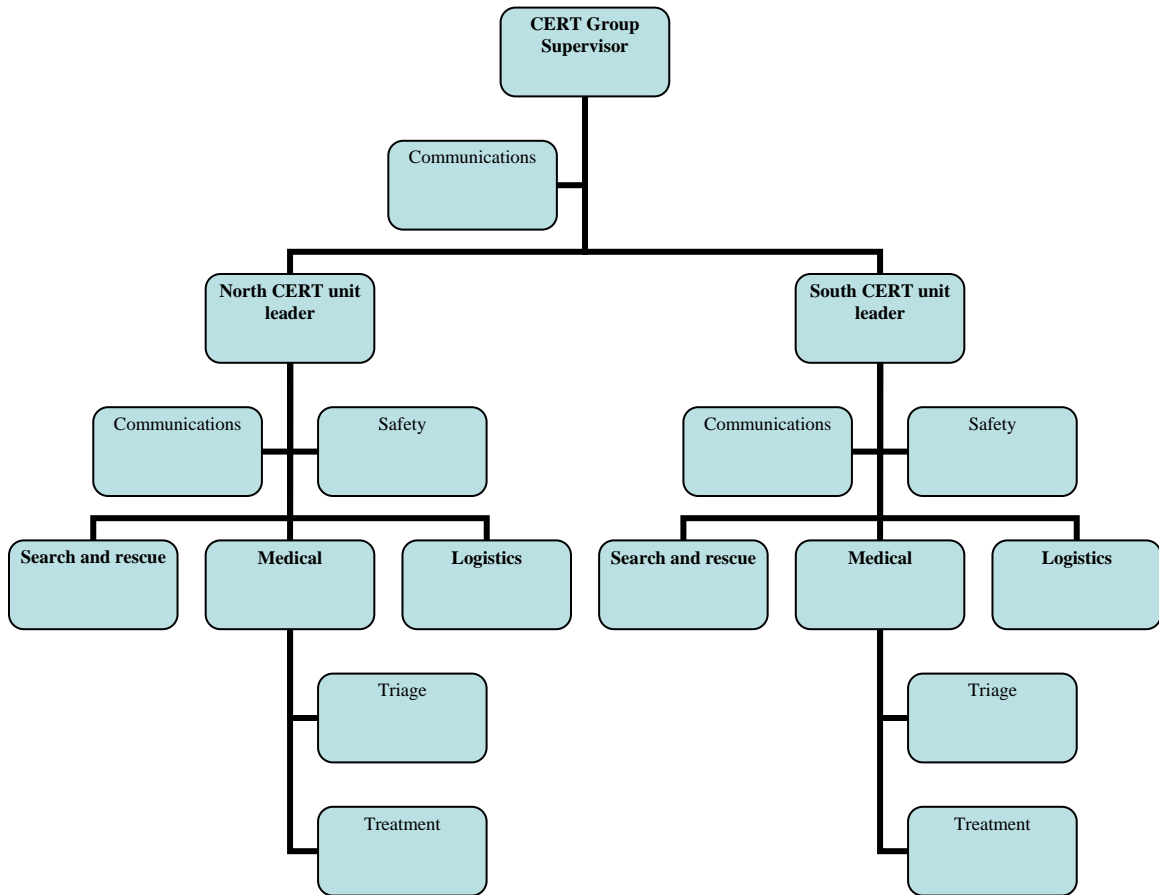 CERT Group
Supervisor
Communications
North CERT unit
leader
South CERT unit
leader
Communications
Safety
Communications
Safety
Search and rescue
Medical
Logistics
Search and rescue
Medical
Logistics
Triage
Triage
Treatment
Treatment